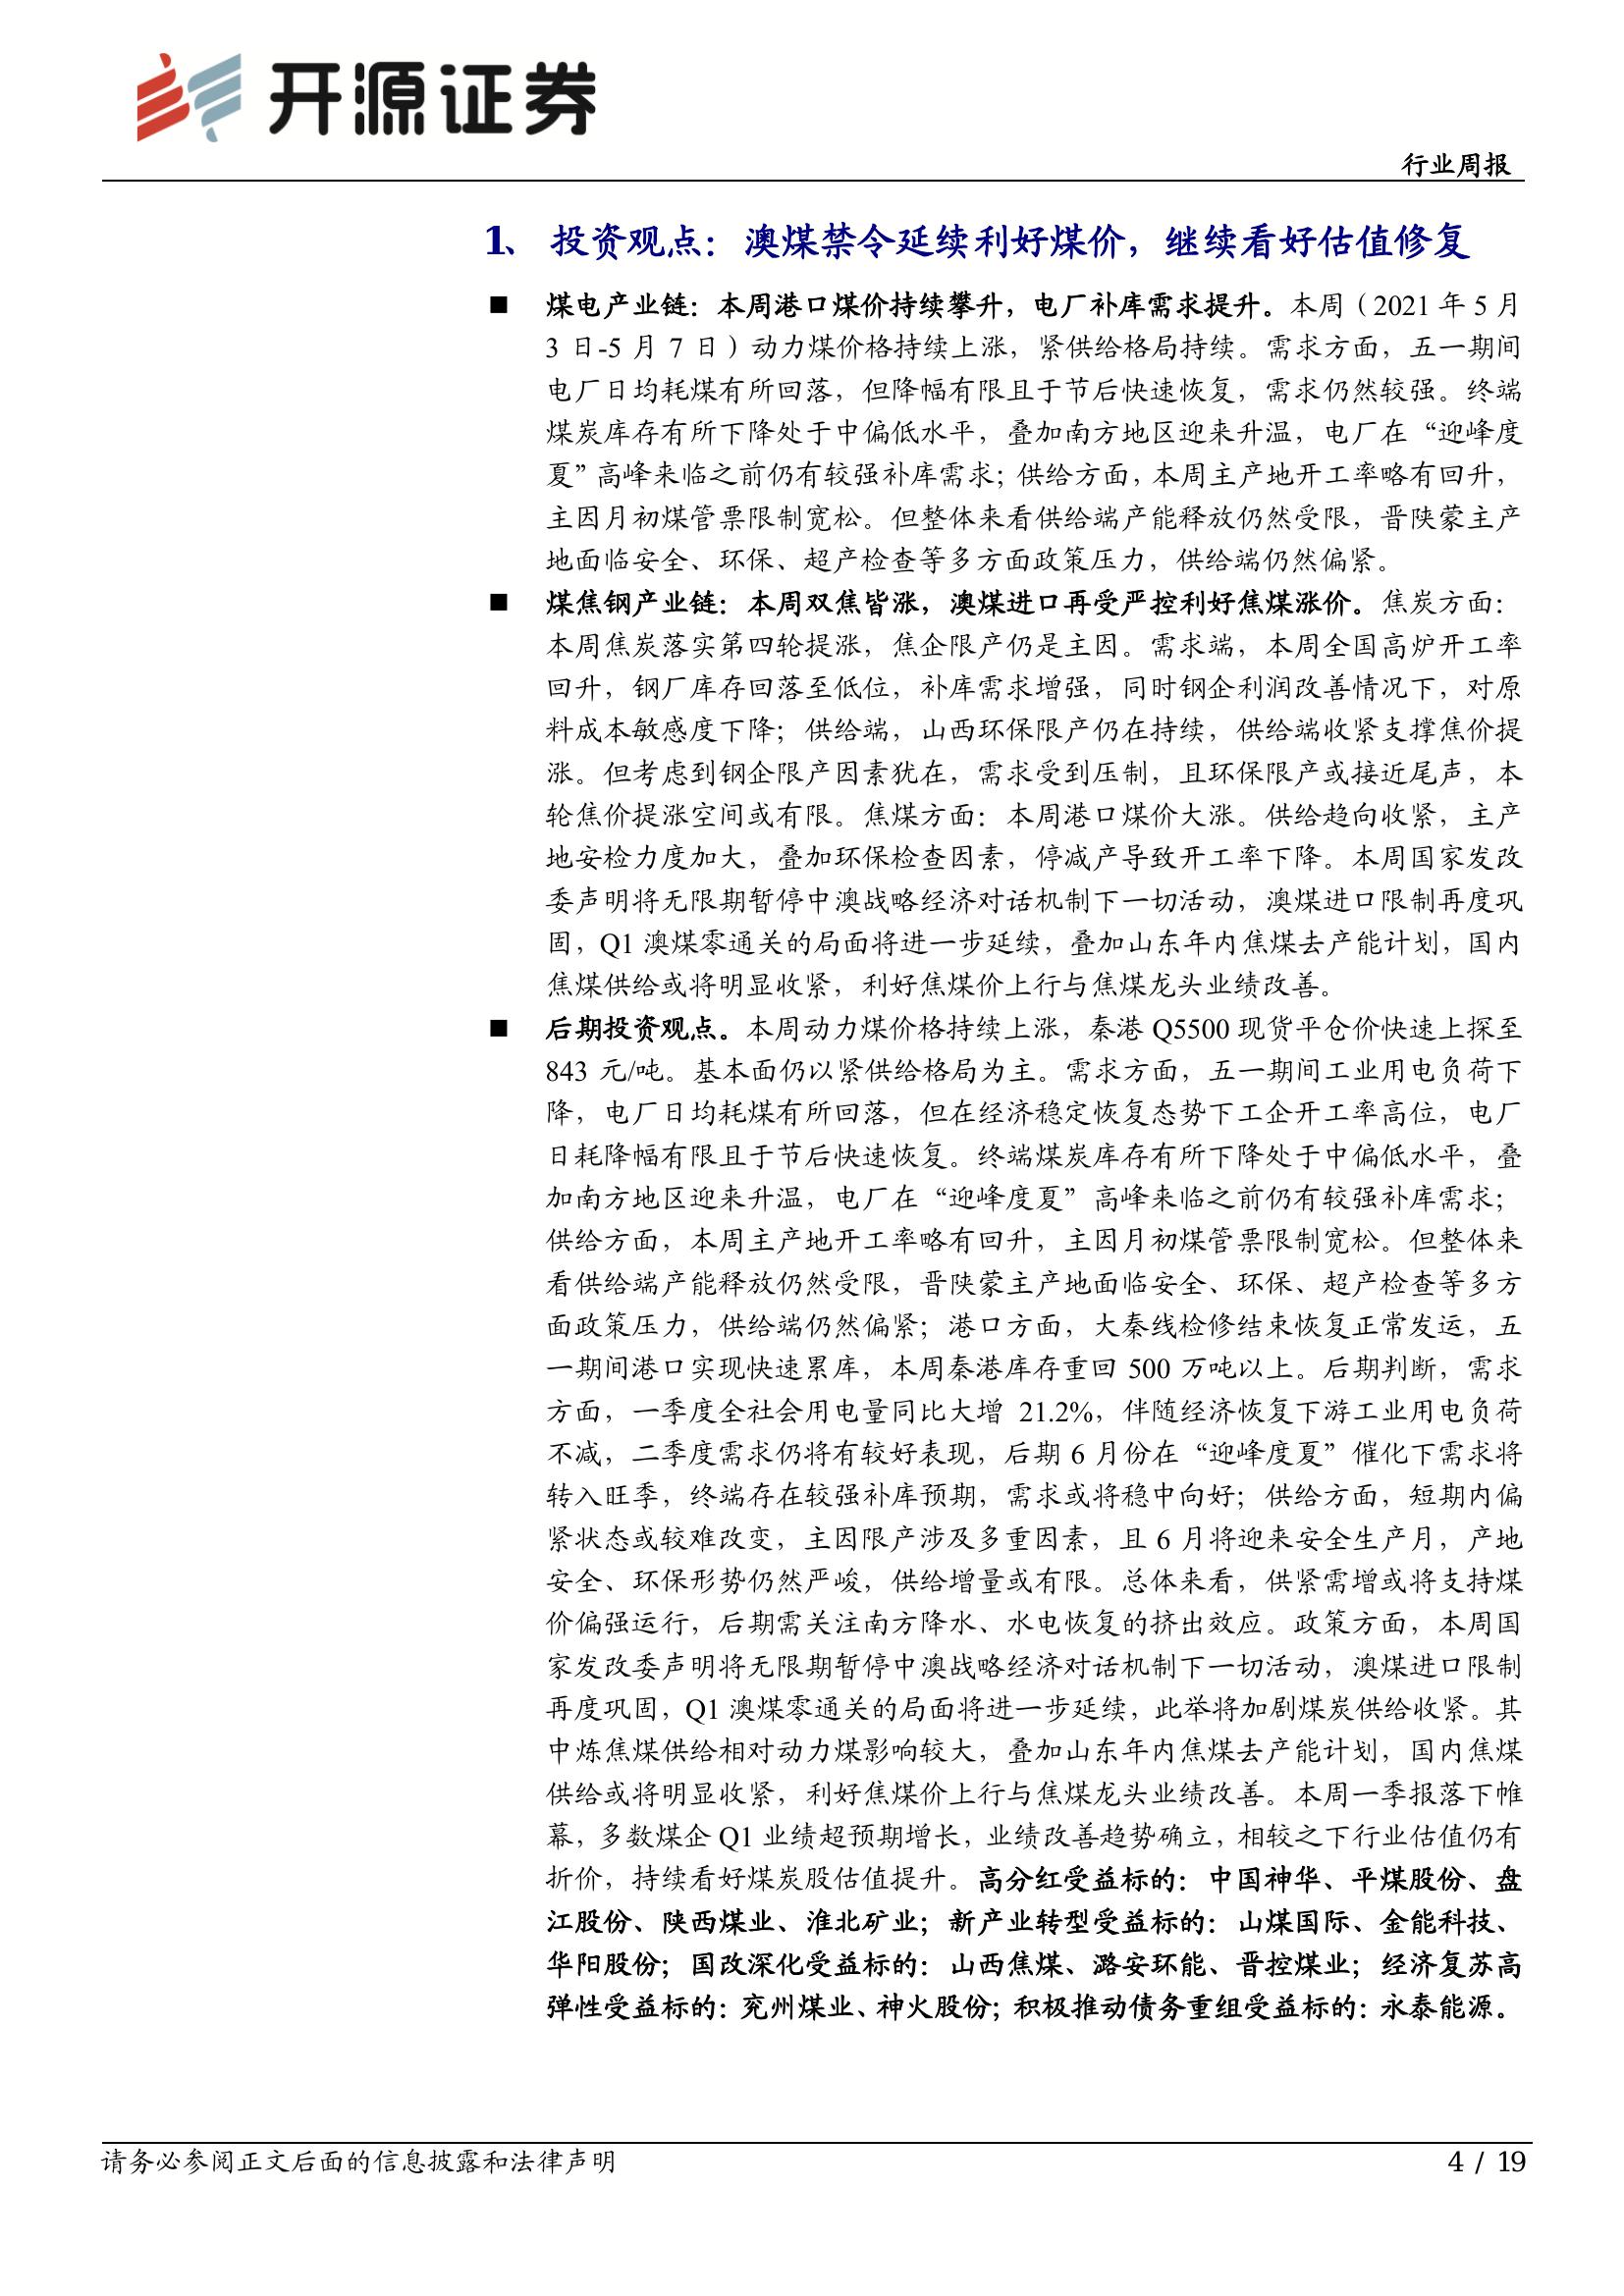 开源证券
行业周报
1、 投资观点：澳煤禁令延续利好煤价，继续看好估值修复
■ 煤电产业链：本周港口煤价持续攀升，电厂补库需求提升。本周（2021 年 5 月
3 日-5 月 7 日）动力煤价格持续上涨，紧供给格局持续。需求方面，五一期间
电厂日均耗煤有所回落，但降幅有限且于节后快速恢复，需求仍然较强。终端
煤炭库存有所下降处于中偏低水平，叠加南方地区迎来升温，电厂在“迎峰度
夏”高峰来临之前仍有较强补库需求；供给方面，本周主产地开工率略有回升，
主因月初煤管票限制宽松。但整体来看供给端产能释放仍然受限，晋陕蒙主产
地面临安全、环保、超产检查等多方面政策压力，供给端仍然偏紧。
■ 煤焦钢产业链：本周双焦皆涨，澳煤进口再受严控利好焦煤涨价。焦炭方面：
本周焦炭落实第四轮提涨，焦企限产仍是主因。需求端，本周全国高炉开工率
回升，钢厂库存回落至低位，补库需求增强，同时钢企利润改善情况下，对原
料成本敏感度下降；供给端，山西环保限产仍在持续，供给端收紧支撑焦价提
涨。但考虑到钢企限产因素犹在，需求受到压制，且环保限产或接近尾声，本
轮焦价提涨空间或有限。焦煤方面：本周港口煤价大涨。供给趋向收紧，主产
地安检力度加大，叠加环保检查因素，停减产导致开工率下降。本周国家发改
委声明将无限期暂停中澳战略经济对话机制下一切活动，澳煤进口限制再度巩
固，Q1 澳煤零通关的局面将进一步延续，叠加山东年内焦煤去产能计划，国内
焦煤供给或将明显收紧，利好焦煤价上行与焦煤龙头业绩改善。
■ 后期投资观点。本周动力煤价格持续上涨，秦港 Q5500 现货平仓价快速上探至
843 元/吨。基本面仍以紧供给格局为主。需求方面，五一期间工业用电负荷下
降，电厂日均耗煤有所回落，但在经济稳定恢复态势下工企开工率高位，电厂
日耗降幅有限且于节后快速恢复。终端煤炭库存有所下降处于中偏低水平，叠
加南方地区迎来升温，电厂在“迎峰度夏”高峰来临之前仍有较强补库需求；
供给方面，本周主产地开工率略有回升，主因月初煤管票限制宽松。但整体来
看供给端产能释放仍然受限，晋陕蒙主产地面临安全、环保、超产检查等多方
面政策压力，供给端仍然偏紧；港口方面，大秦线检修结束恢复正常发运，五
一期间港口实现快速累库，本周秦港库存重回 500 万吨以上。后期判断，需求
方面，一季度全社会用电量同比大增 21.2%，伴随经济恢复下游工业用电负荷
不减，二季度需求仍将有较好表现，后期 6 月份在“迎峰度夏”催化下需求将
转入旺季，终端存在较强补库预期，需求或将稳中向好；供给方面，短期内偏
紧状态或较难改变，主因限产涉及多重因素，且 6 月将迎来安全生产月，产地
安全、环保形势仍然严峻，供给增量或有限。总体来看，供紧需增或将支持煤
价偏强运行，后期需关注南方降水、水电恢复的挤出效应。政策方面，本周国
家发改委声明将无限期暂停中澳战略经济对话机制下一切活动，澳煤进口限制
再度巩固，Q1 澳煤零通关的局面将进一步延续，此举将加剧煤炭供给收紧。其
中炼焦煤供给相对动力煤影响较大，叠加山东年内焦煤去产能计划，国内焦煤
供给或将明显收紧，利好焦煤价上行与焦煤龙头业绩改善。本周一季报落下帷
幕，多数煤企 Q1 业绩超预期增长，业绩改善趋势确立，相较之下行业估值仍有
折价，持续看好煤炭股估值提升。高分红受益标的：中国神华、平煤股份、盘
江股份、陕西煤业、淮北矿业；新产业转型受益标的：山煤国际、金能科技、
华阳股份；国改深化受益标的：山西焦煤、潞安环能、晋控煤业；经济复苏高
弹性受益标的：兖州煤业、神火股份；积极推动债务重组受益标的：永泰能源。
请务必参阅正文后面的信息披露和法律声明
4 / 19